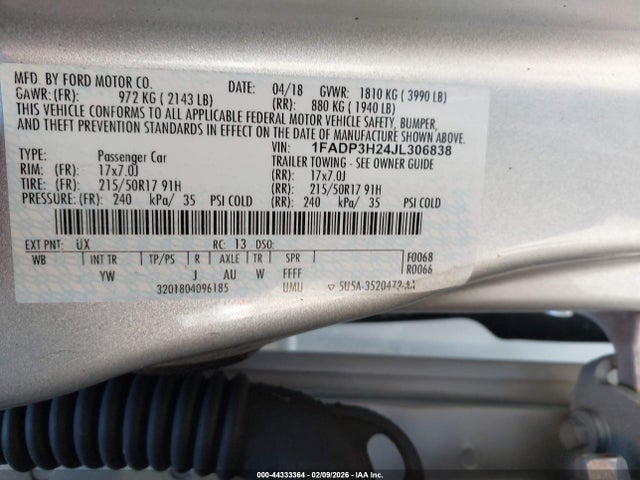 MFD. BY FORD MOTOR CO.
DATE: 04/18 GVWR: 1810 KG ( 3990 LB)
GAWR: (FR): 972 KG ( 2143 LB) (RR): 880 KG ( 1940 LB)
THIS VEHICLE CONFORMS TO ALL APPLICABLE FEDERAL MOTOR VEHICLE SAFETY, BUMPER,
AND THEFT PREVENTION STANDARDS IN EFFECT ON THE DATE OF MANUFACTURE SHOWN ABOVE.
VIN: 1FADP3H24JL306838
TYPE: Passenger Car TRAILER TOWING - SEE OWNER GUIDE
RIM: (FR) 17x7.0J (RR): 17x7.0J
TIRE: (FR) 215/50R17 91H (RR): 215/50R17 91H
PRESSURE: (FR) 240 kPa/ 35 PSI COLD (RR): 240 kPa/ 35 PSI COLD
EXT PNT: UX RC: 13 DSO: F0068
WB INT TR TP/PS R AXLE TR SPR R0066
YW J AU W FFFF
3201804096185 UMU
000-44333364 - 02/09/2026 - IAAI.com